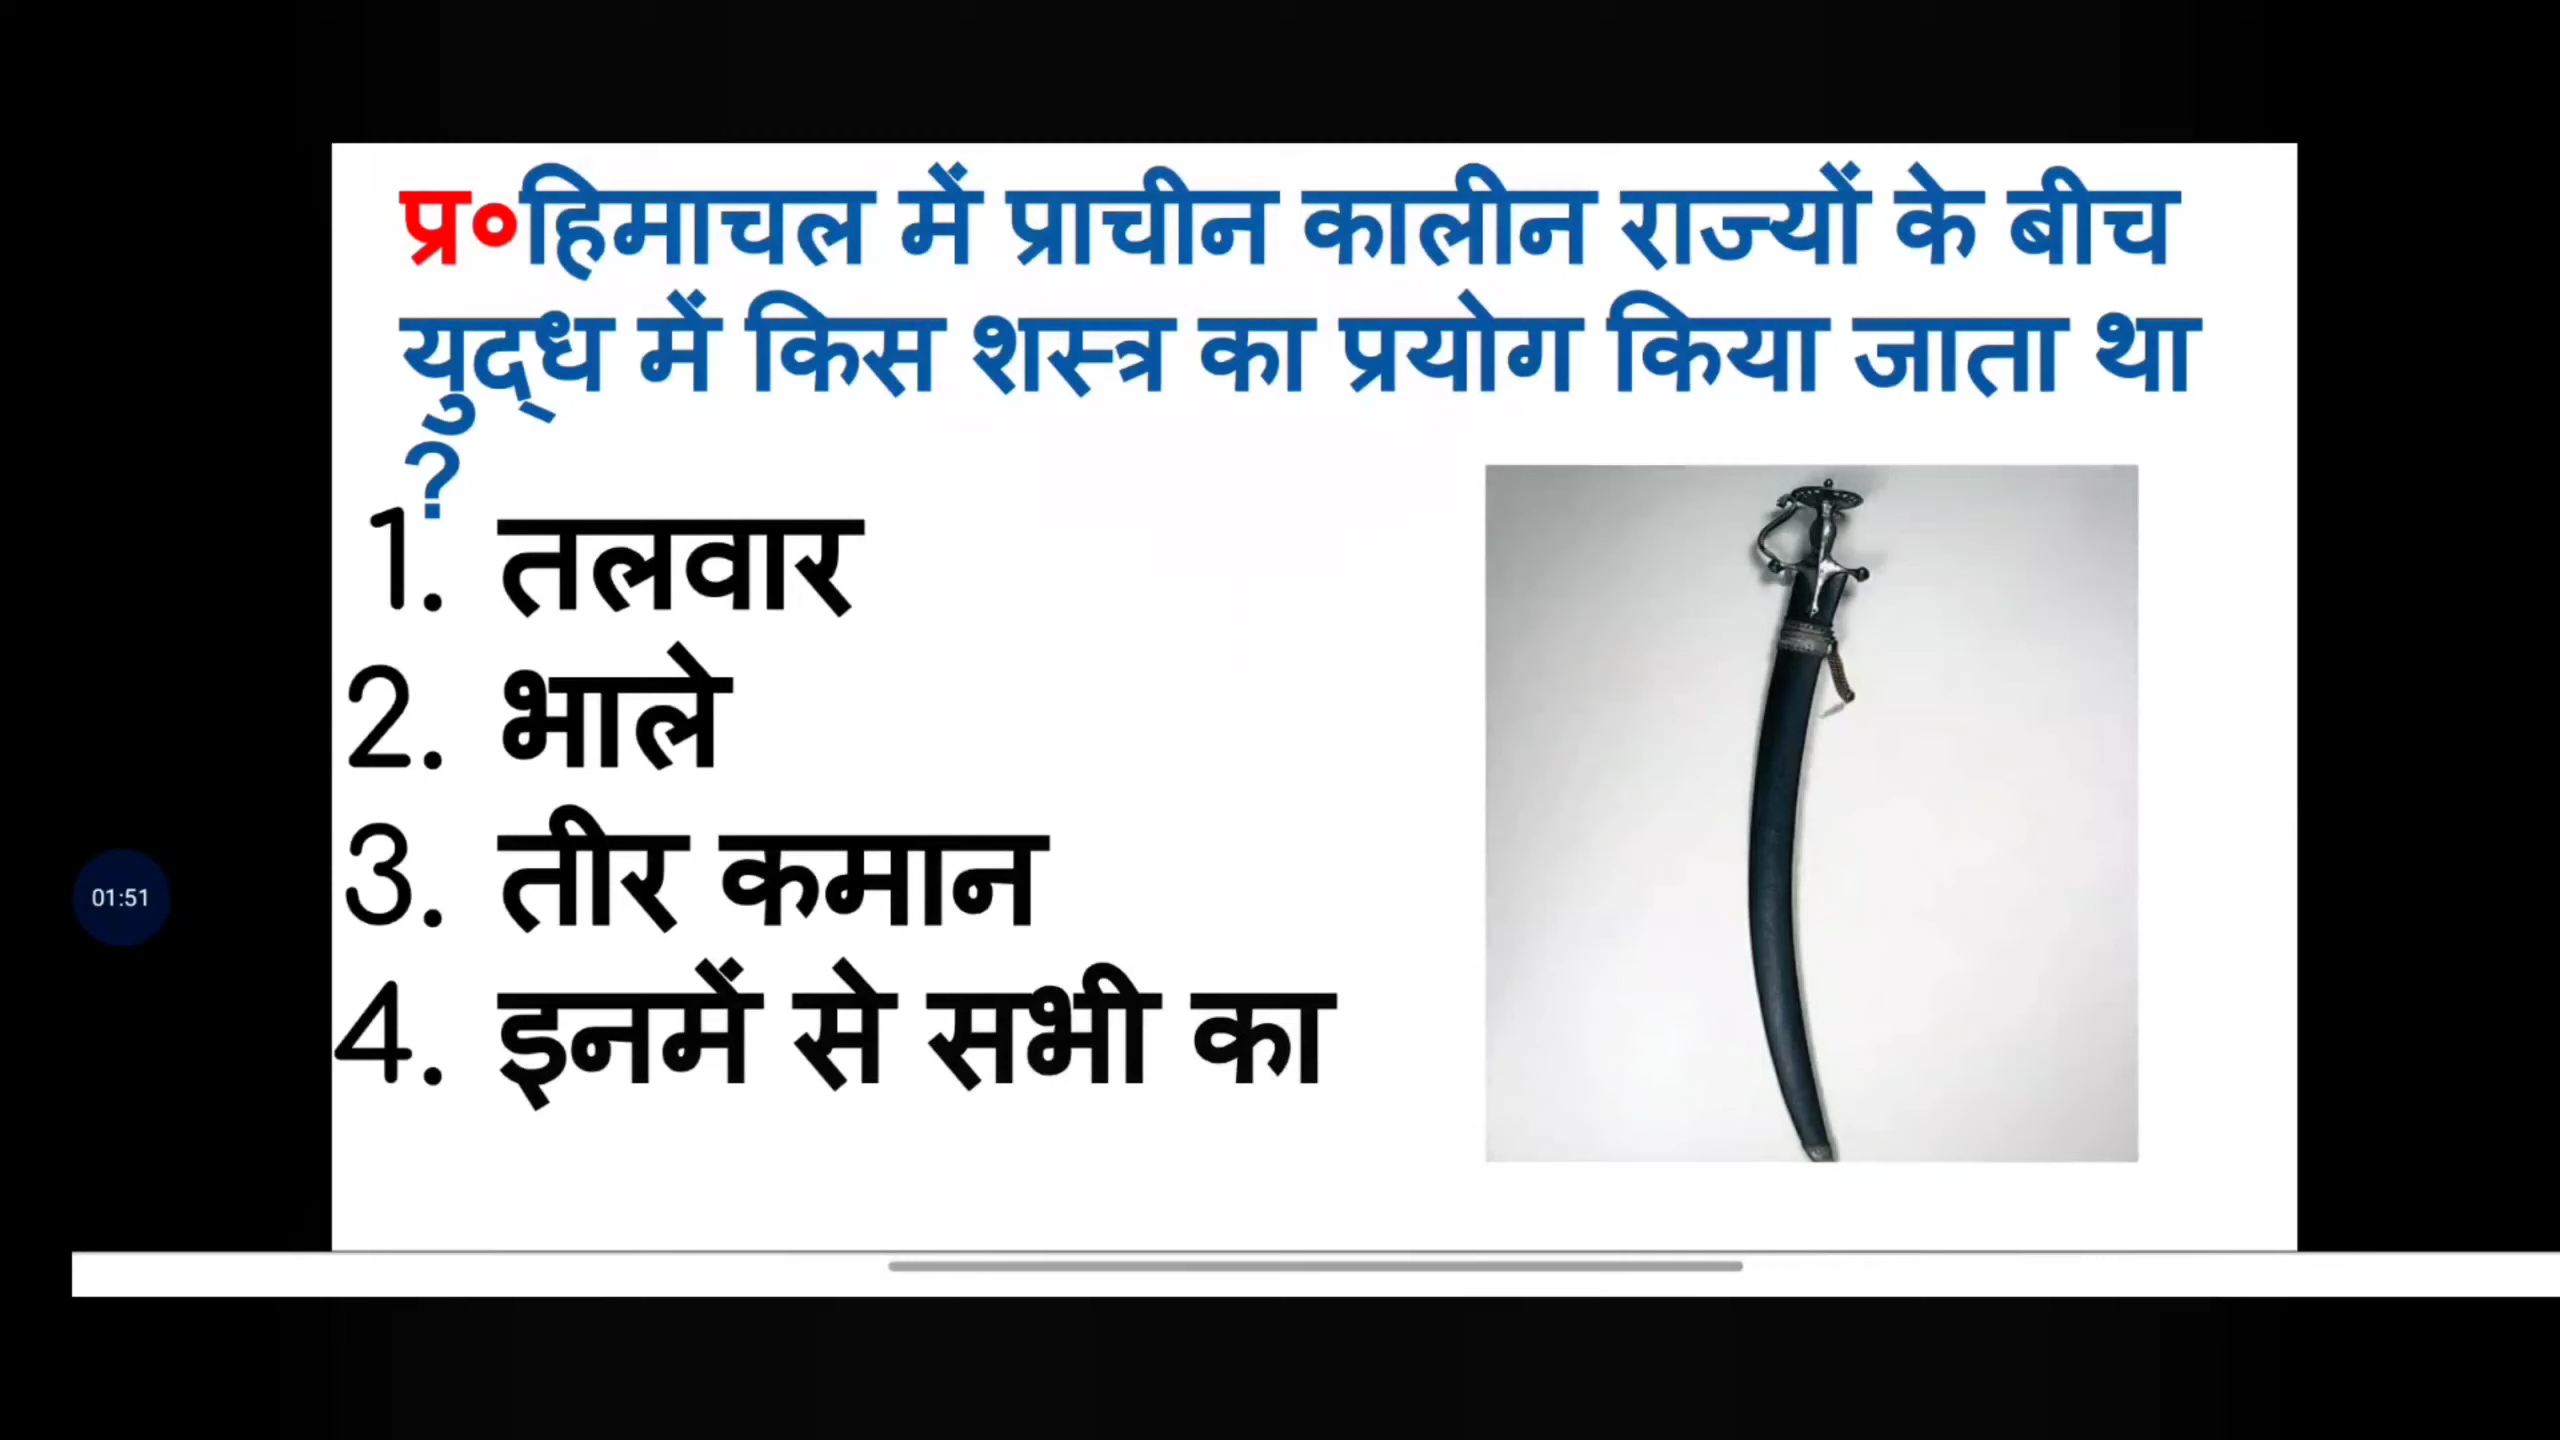 प्र०हिमाचल में प्राचीन कालीन राज्यों के बीच
युद्ध में किस शस्त्र का प्रयोग किया जाता था
?
1. तलवार
2. भाले
3. तीर कमान
4. इनमें से सभी का
01:51